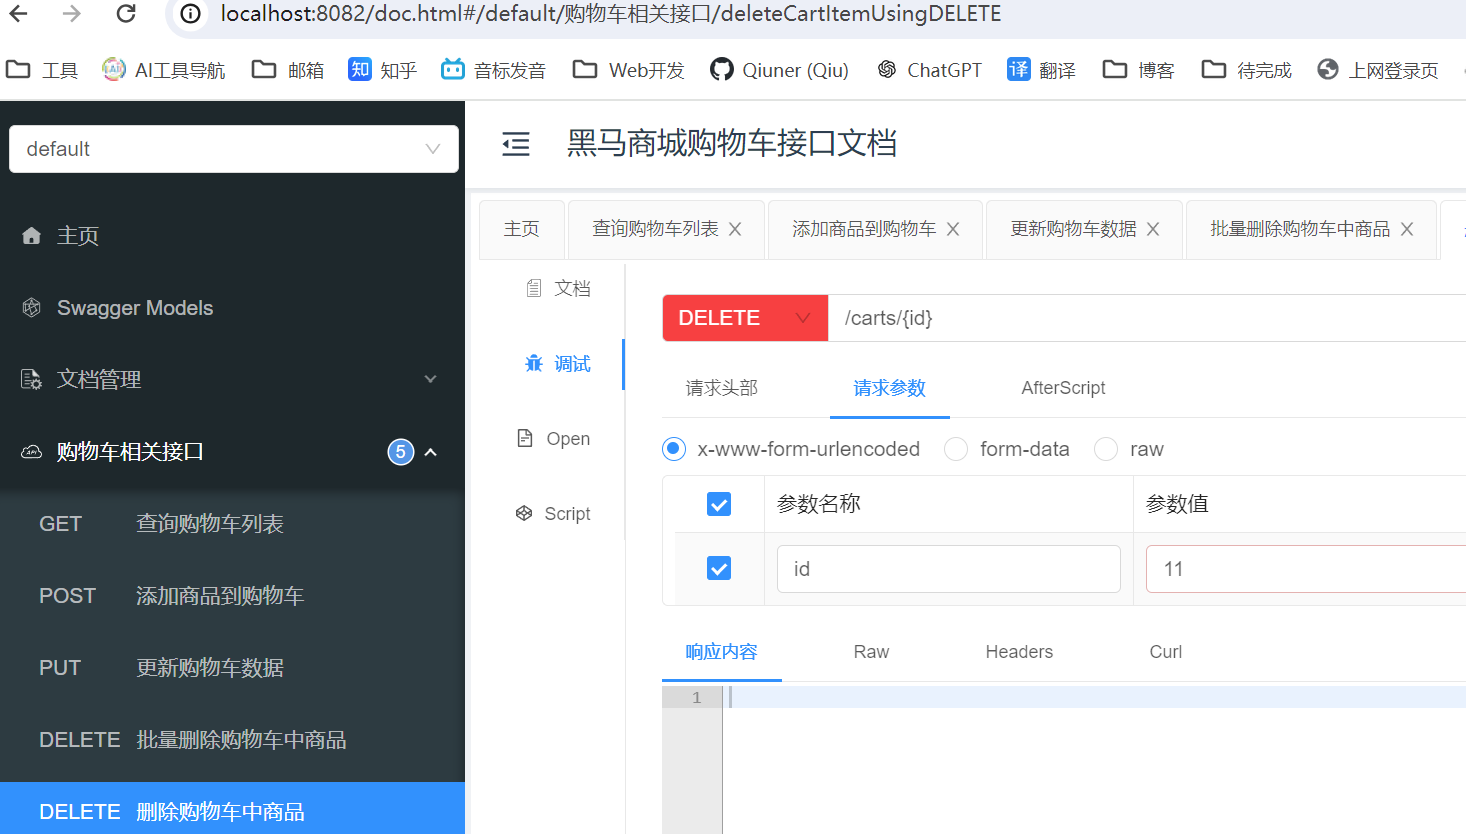 localhost:8082/doc.html#/default/购物车相关接口/deleteCartItemUsingDELETE
工具 AI工具导航 邮箱 知 知乎 音标发音 Web开发 Qiuner (Qiu) ChatGPT 译 翻译 博客 待完成 上网登录页
default
黑马商城购物车接口文档
主页
Swagger Models
文档管理
购物车相关接口 5
GET 查询购物车列表
POST 添加商品到购物车
PUT 更新购物车数据
DELETE 批量删除购物车中商品
DELETE 删除购物车中商品
主页 查询购物车列表 添加商品到购物车 更新购物车数据 批量删除购物车中商品
文档
调试
Open
Script
DELETE /carts/{id}
请求头部 请求参数 AfterScript
x-www-form-urlencoded form-data raw
参数名称 参数值
id 11
响应内容 Raw Headers Curl
1